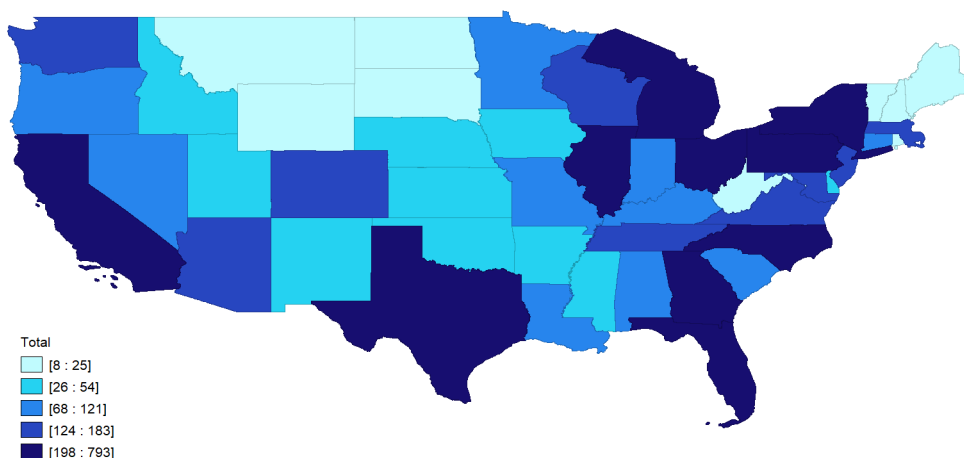 Total
[8 : 25]
[26 : 54]
[68 : 121]
[124 : 183]
[198 : 793]